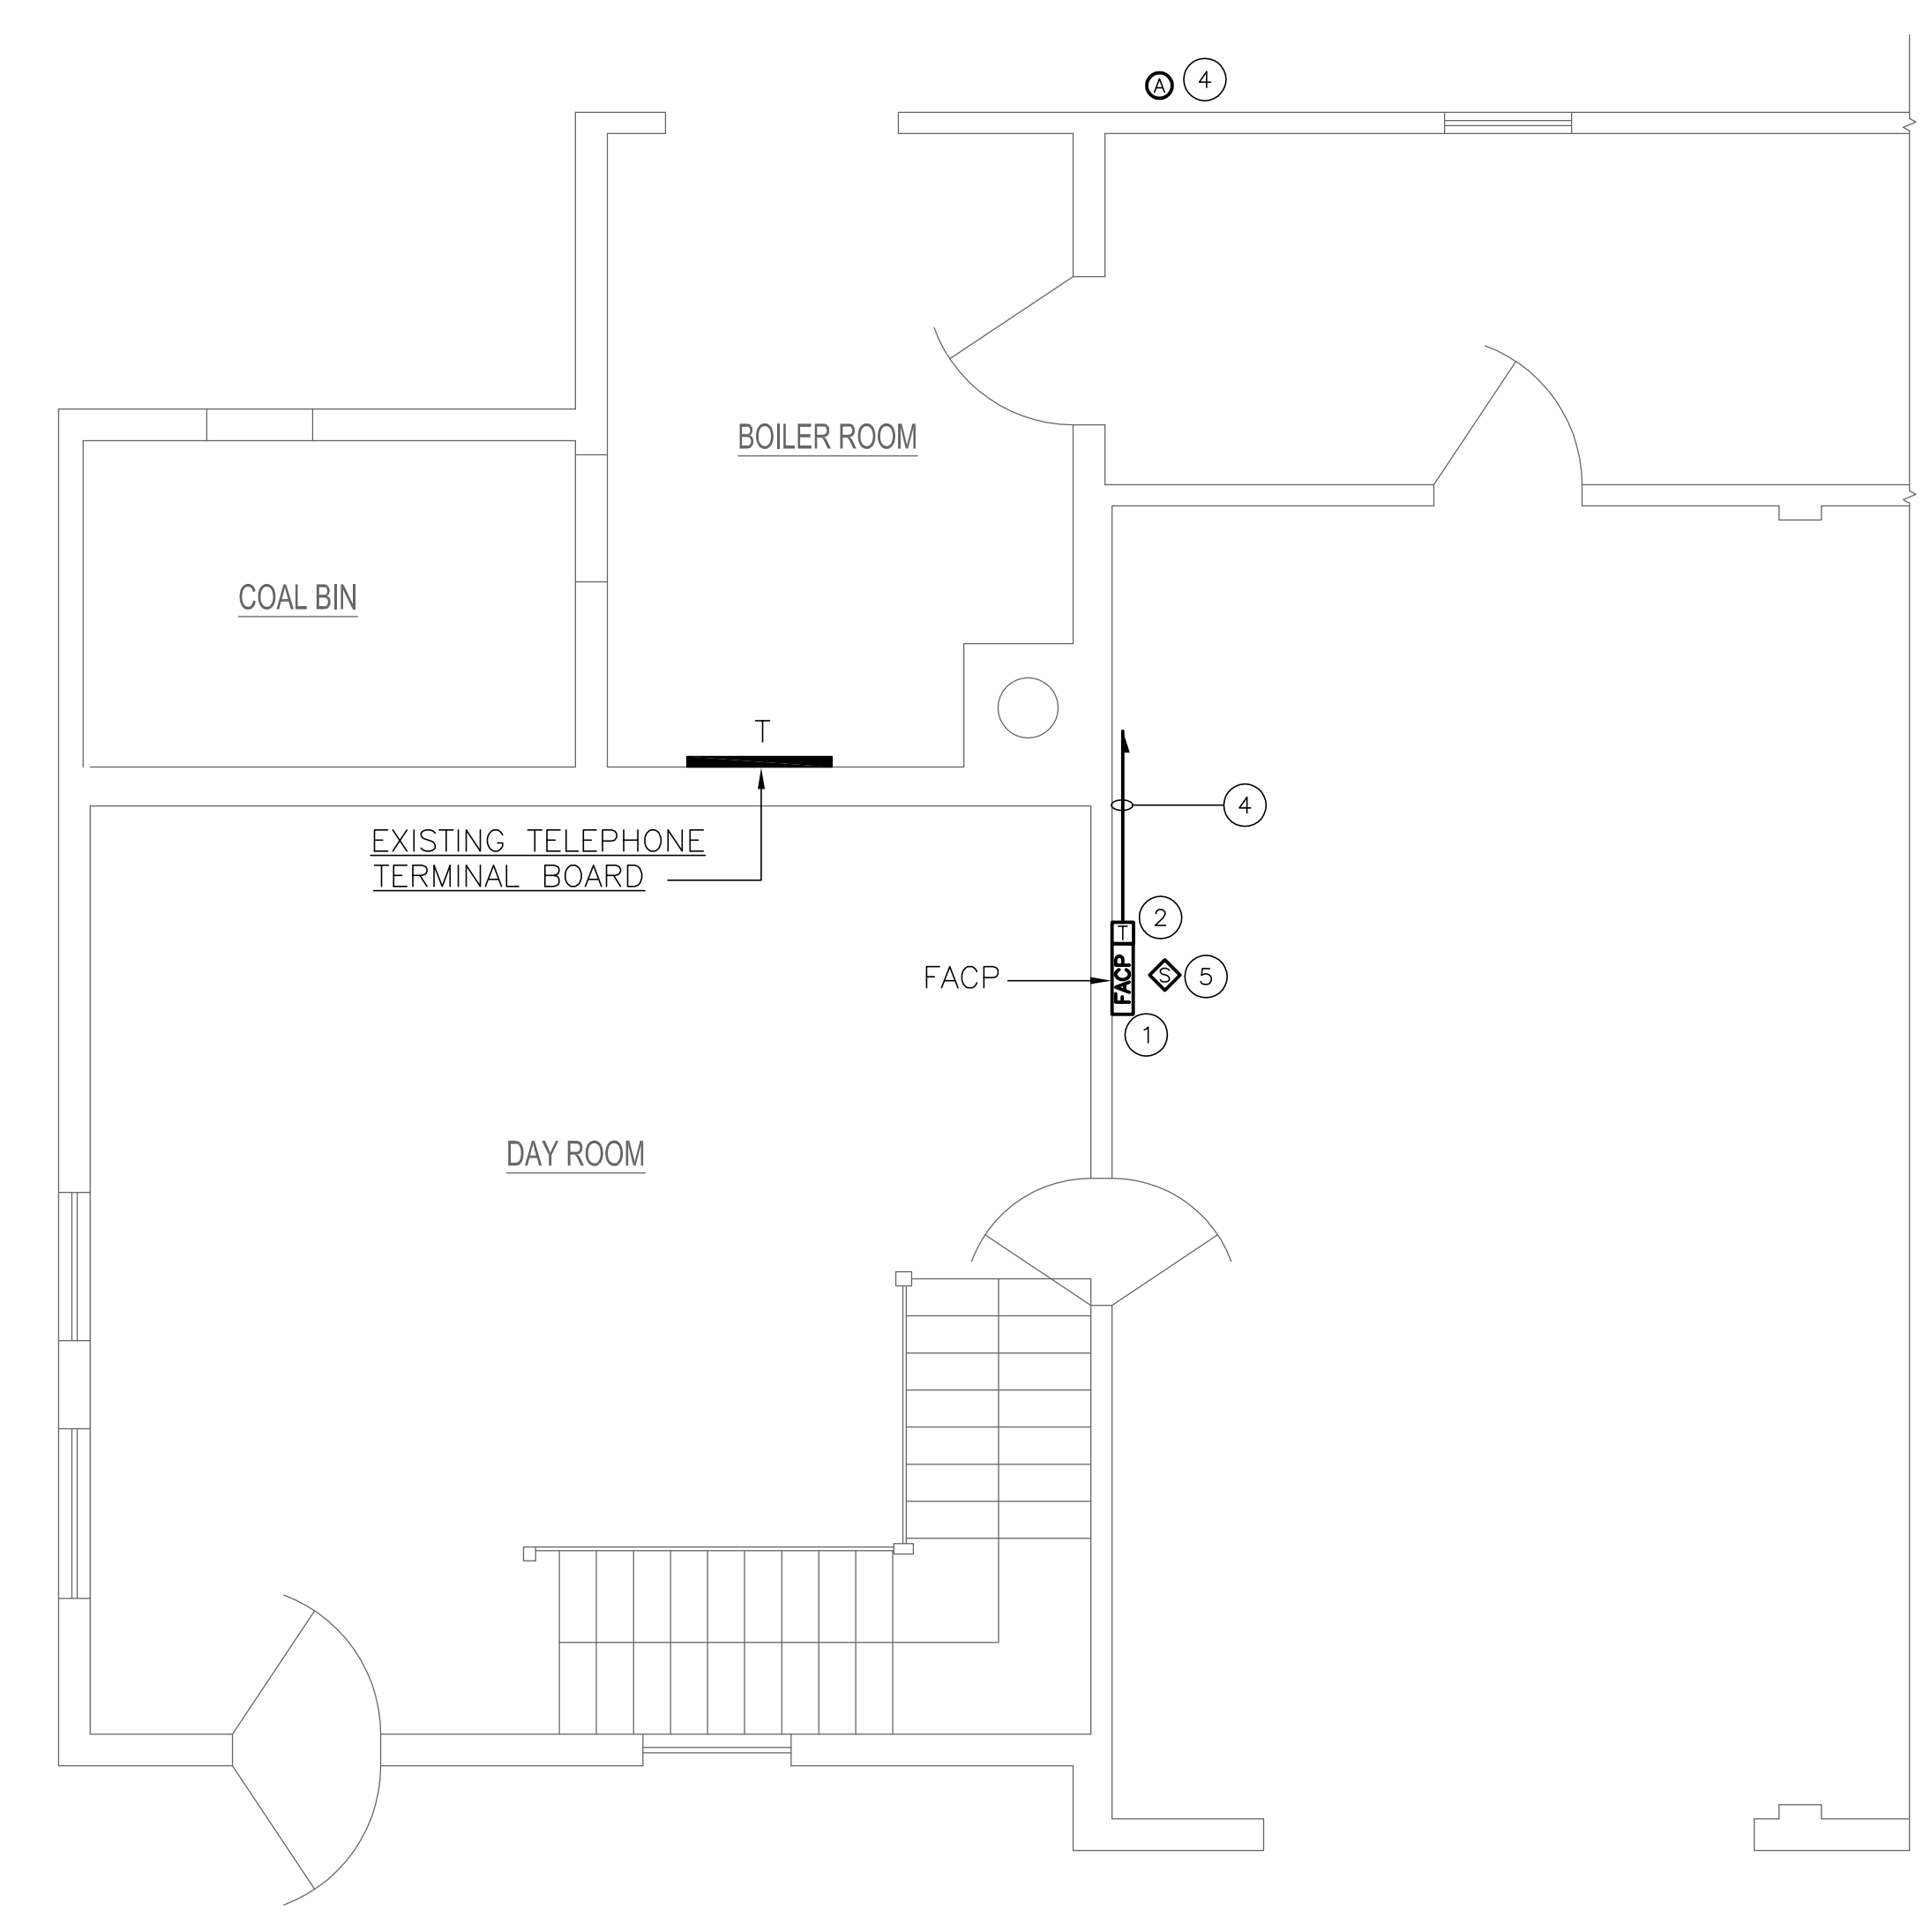 A 4
BOILER ROOM
COAL BIN
T
EXISTING TELEPHONE
TERMINAL BOARD
4
2
T
FACP
FACP
S
5
1
DAY ROOM